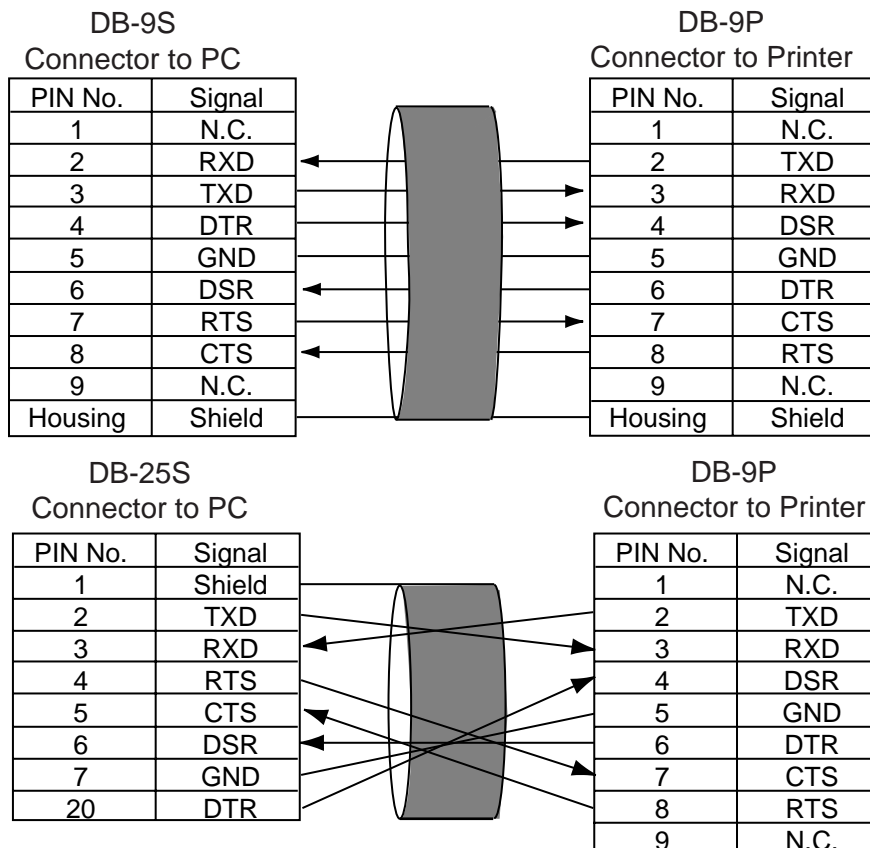 DB-9S
Connector to PC
PIN No. Signal
1 N.C.
2 RXD
3 TXD
4 DTR
5 GND
6 DSR
7 RTS
8 CTS
9 N.C.
Housing Shield
DB-9P
Connector to Printer
PIN No. Signal
1 N.C.
2 TXD
3 RXD
4 DSR
5 GND
6 DTR
7 CTS
8 RTS
9 N.C.
Housing Shield
DB-25S
Connector to PC
PIN No. Signal
1 Shield
2 TXD
3 RXD
4 RTS
5 CTS
6 DSR
7 GND
20 DTR
DB-9P
Connector to Printer
PIN No. Signal
1 N.C.
2 TXD
3 RXD
4 DSR
5 GND
6 DTR
7 CTS
8 RTS
9 N.C.